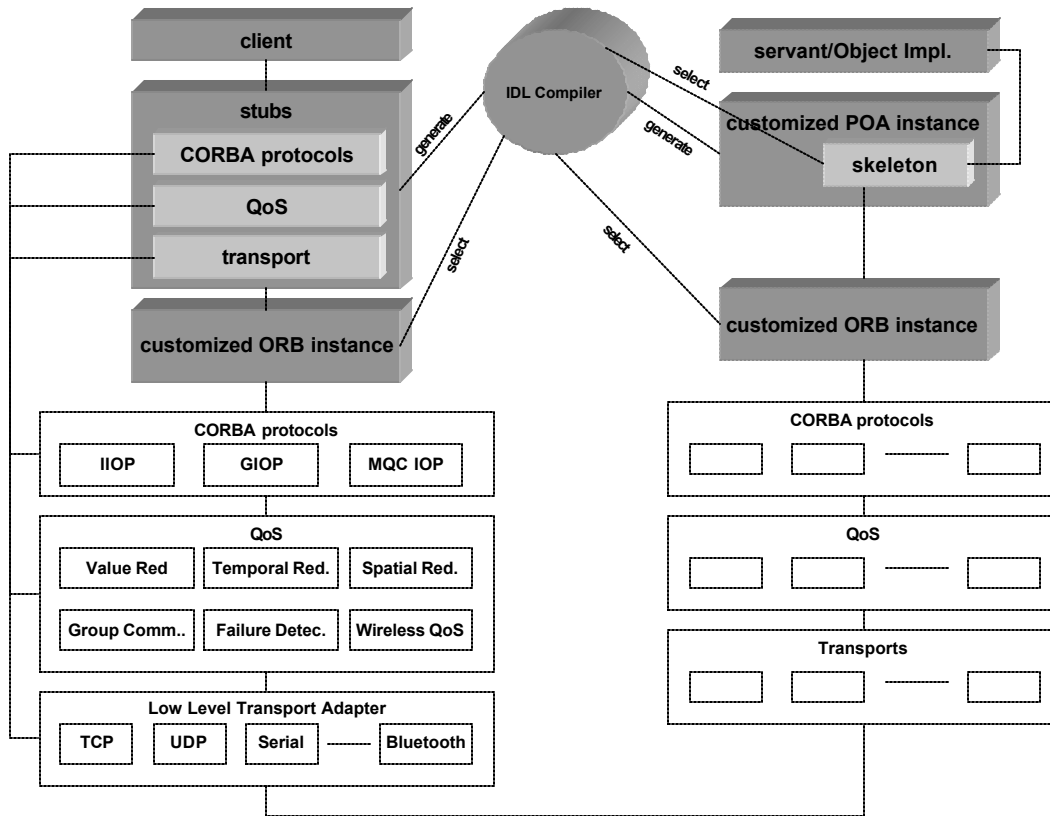 client
stubs
CORBA protocols
QoS
transport
customized ORB instance
generate
select
IDL Compiler
select
generate
select
servant/Object Impl.
customized POA instance
skeleton
customized ORB instance
CORBA protocols
IIOP
GIOP
MQC IOP
QoS
Value Red
Temporal Red.
Spatial Red.
Group Comm..
Failure Detec.
Wireless QoS
Low Level Transport Adapter
TCP
UDP
Serial
Bluetooth
CORBA protocols
QoS
Transports